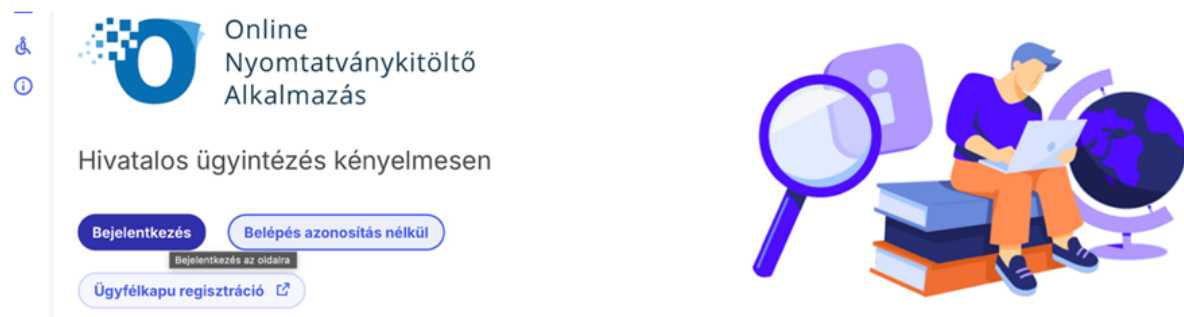 Online
Nyomtatványkitöltő
Alkalmazás
Hivatalos ügyintézés kényelmesen
Bejelentkezés
Belépés azonosítás nélkül
Bejelentkezés az oldalra
Ügyfélkapu regisztráció